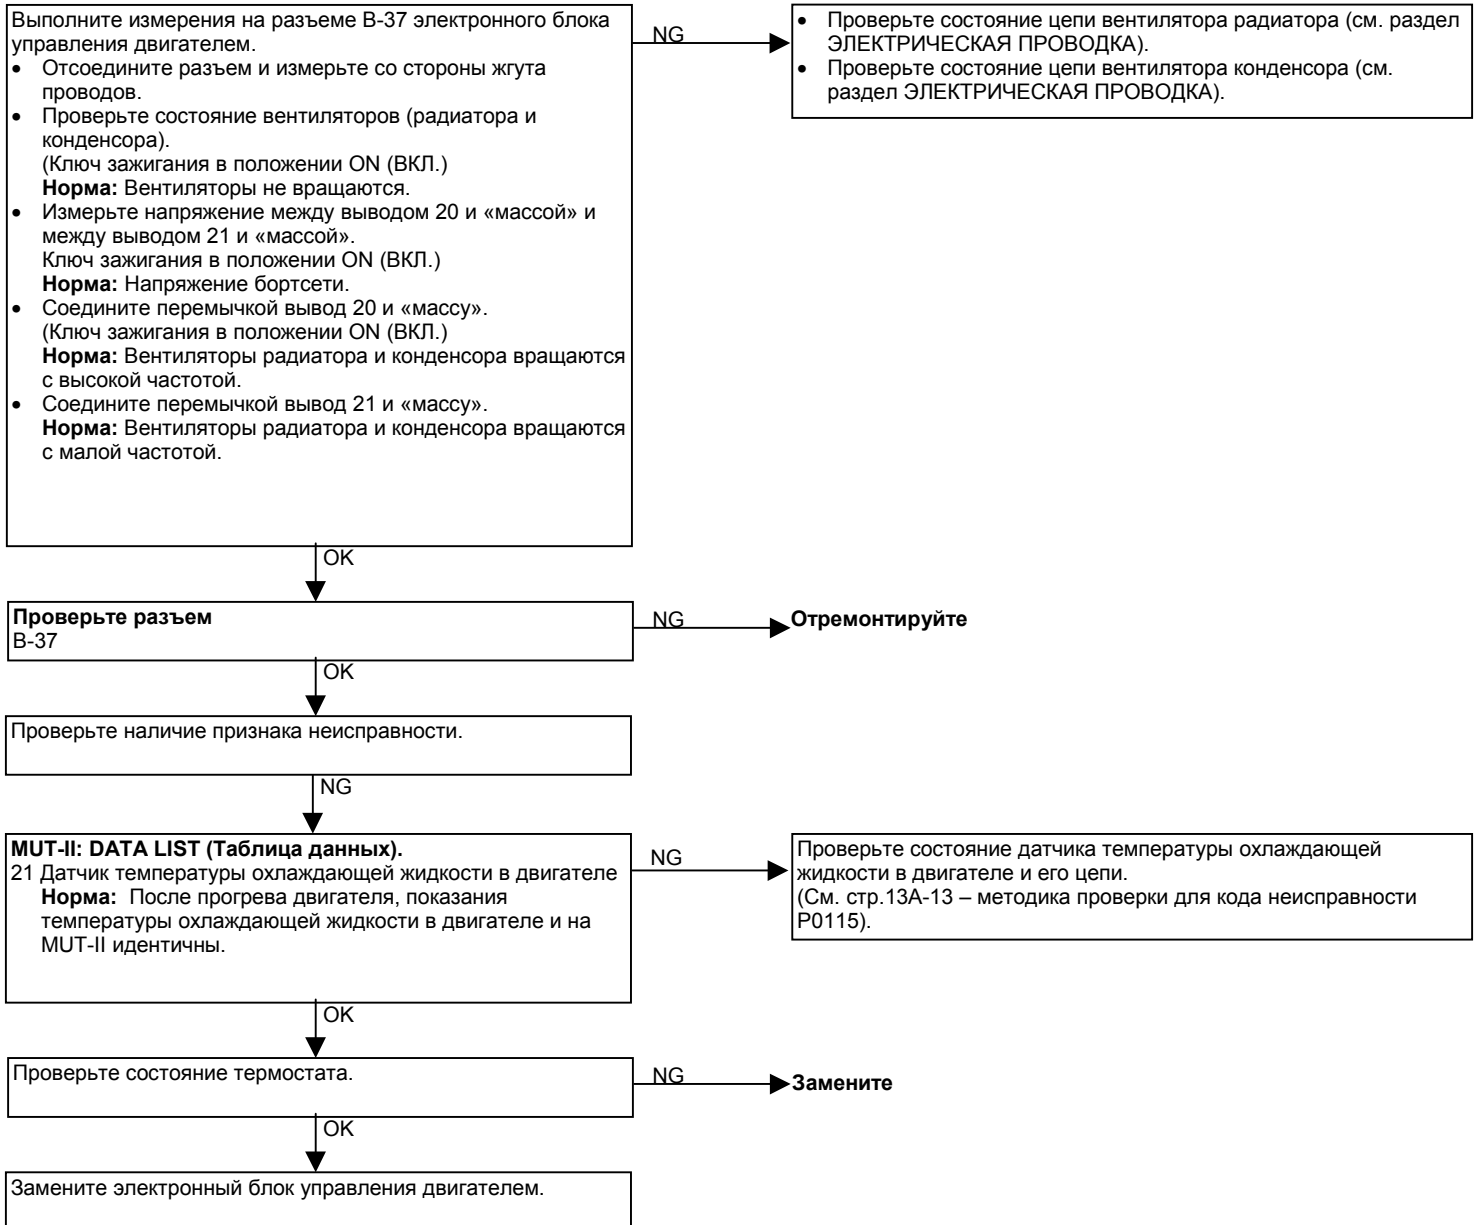 Выполните измерения на разъеме В-37 электронного блока
управления двигателем.
• Отсоедините разъем и измерьте со стороны жгута
проводов.
• Проверьте состояние вентиляторов (радиатора и
конденсора).
(Ключ зажигания в положении ON (ВКЛ.)
Норма: Вентиляторы не вращаются.
• Измерьте напряжение между выводом 20 и «массой» и
между выводом 21 и «массой».
Ключ зажигания в положении ON (ВКЛ.)
Норма: Напряжение бортсети.
• Соедините перемычкой вывод 20 и «массу».
(Ключ зажигания в положении ON (ВКЛ.)
Норма: Вентиляторы радиатора и конденсора вращаются
с высокой частотой.
• Соедините перемычкой вывод 21 и «массу».
Норма: Вентиляторы радиатора и конденсора вращаются
с малой частотой.
NG
• Проверьте состояние цепи вентилятора радиатора (см. раздел
ЭЛЕКТРИЧЕСКАЯ ПРОВОДКА).
• Проверьте состояние цепи вентилятора конденсора (см.
раздел ЭЛЕКТРИЧЕСКАЯ ПРОВОДКА).
OK
Проверьте разъем
В-37
NG
Отремонтируйте
OK
Проверьте наличие признака неисправности.
NG
MUT-II: DATA LIST (Таблица данных).
21 Датчик температуры охлаждающей жидкости в двигателе
Норма: После прогрева двигателя, показания
температуры охлаждающей жидкости в двигателе и на
MUT-II идентичны.
NG
Проверьте состояние датчика температуры охлаждающей
жидкости в двигателе и его цепи.
(См. стр.13А-13 – методика проверки для кода неисправности
Р0115).
OK
Проверьте состояние термостата.
NG
Замените
OK
Замените электронный блок управления двигателем.